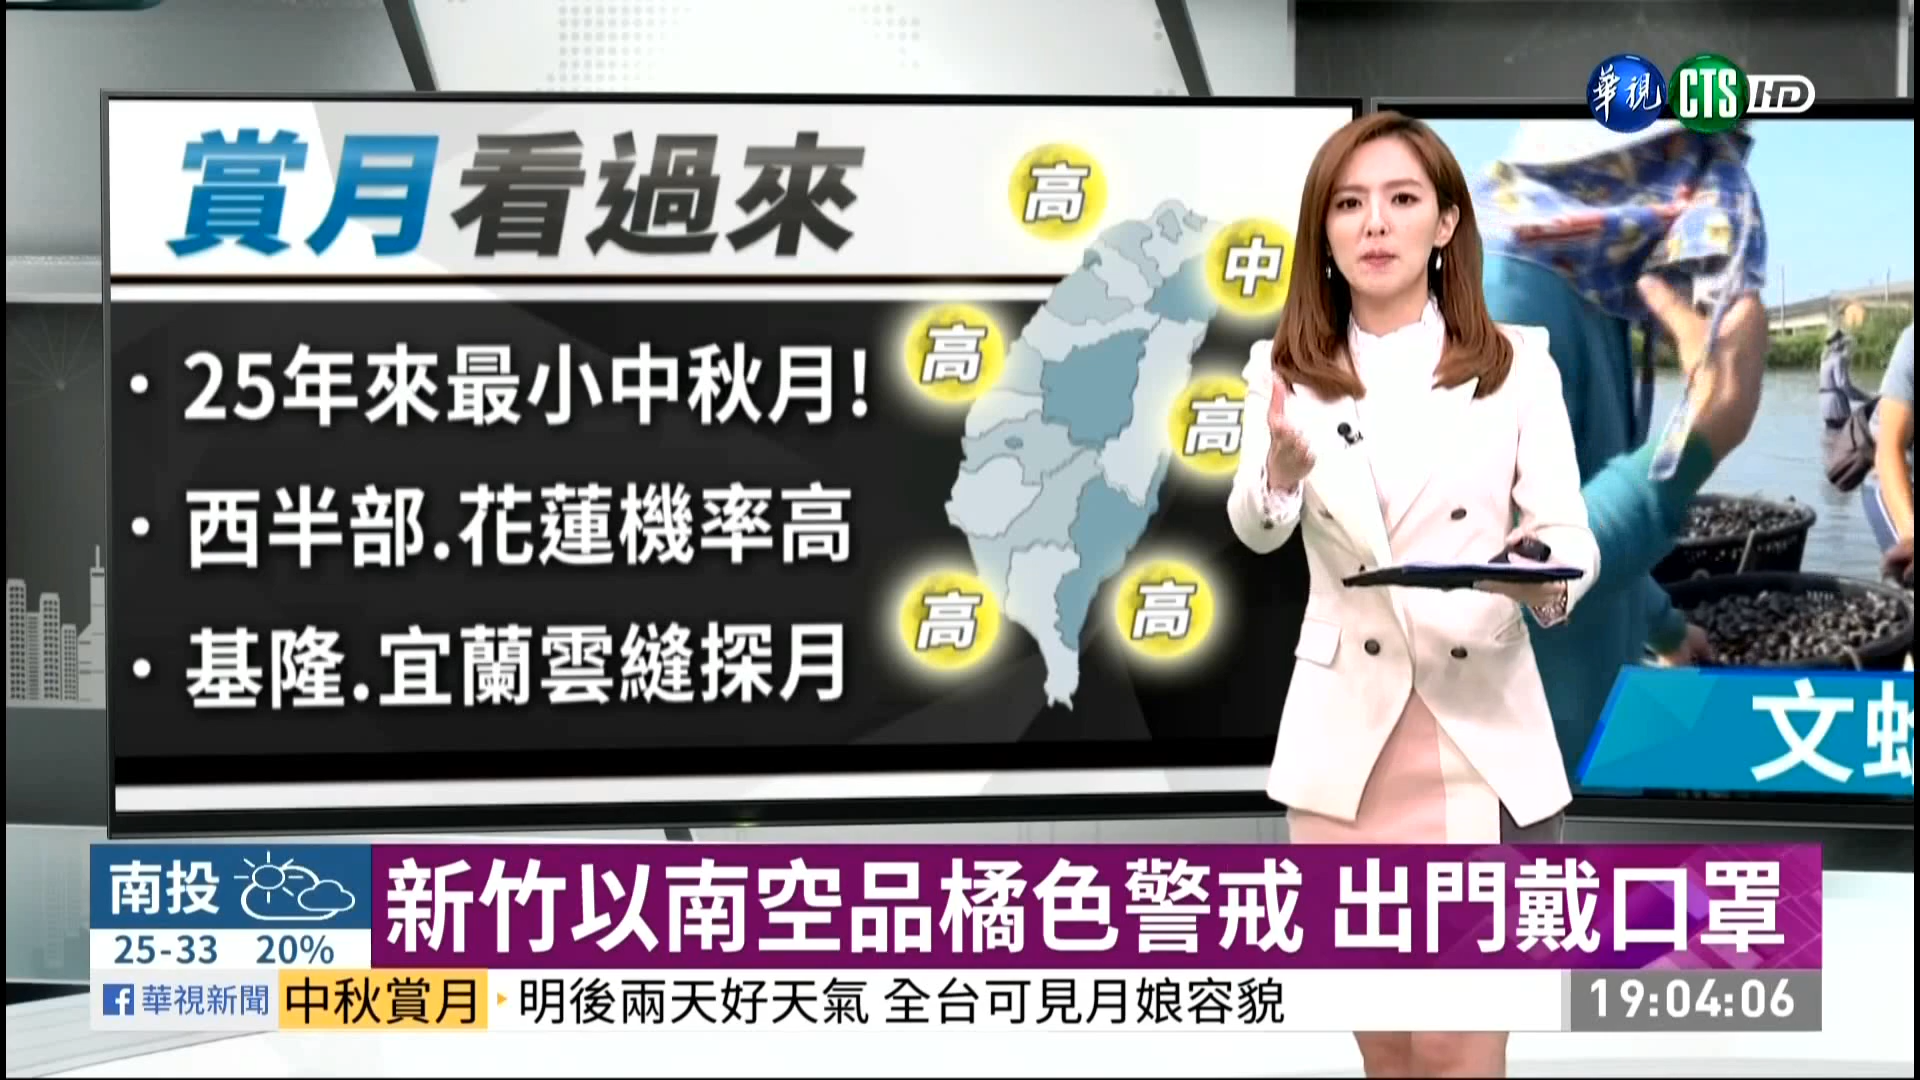 華視 CTS HD
賞月看過來
高
中
高
高
高
高
・25年來最小中秋月!
・西半部.花蓮機率高
・基隆.宜蘭雲縫探月
文蛤
南投
25-33 20%
新竹以南空品橘色警戒 出門戴口罩
華視新聞
中秋賞月 明後兩天好天氣 全台可見月娘容貌
19:04:06